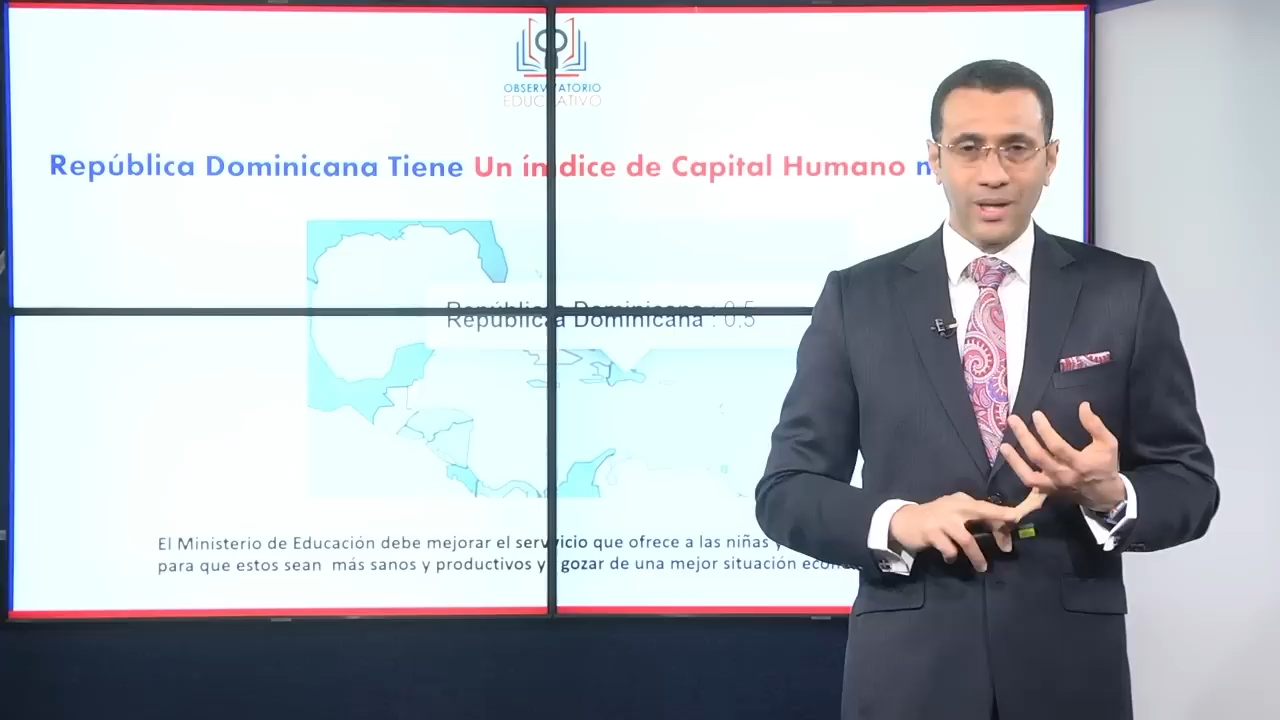 OBSERVATORIO
EDUCATIVO
República Dominicana Tiene Un índice de Capital Humano
República Dominicana : 0,5
El Ministerio de Educación debe mejorar el servicio que ofrece a las niñas y
para que estos sean más sanos y productivos y gozar de una mejor situación